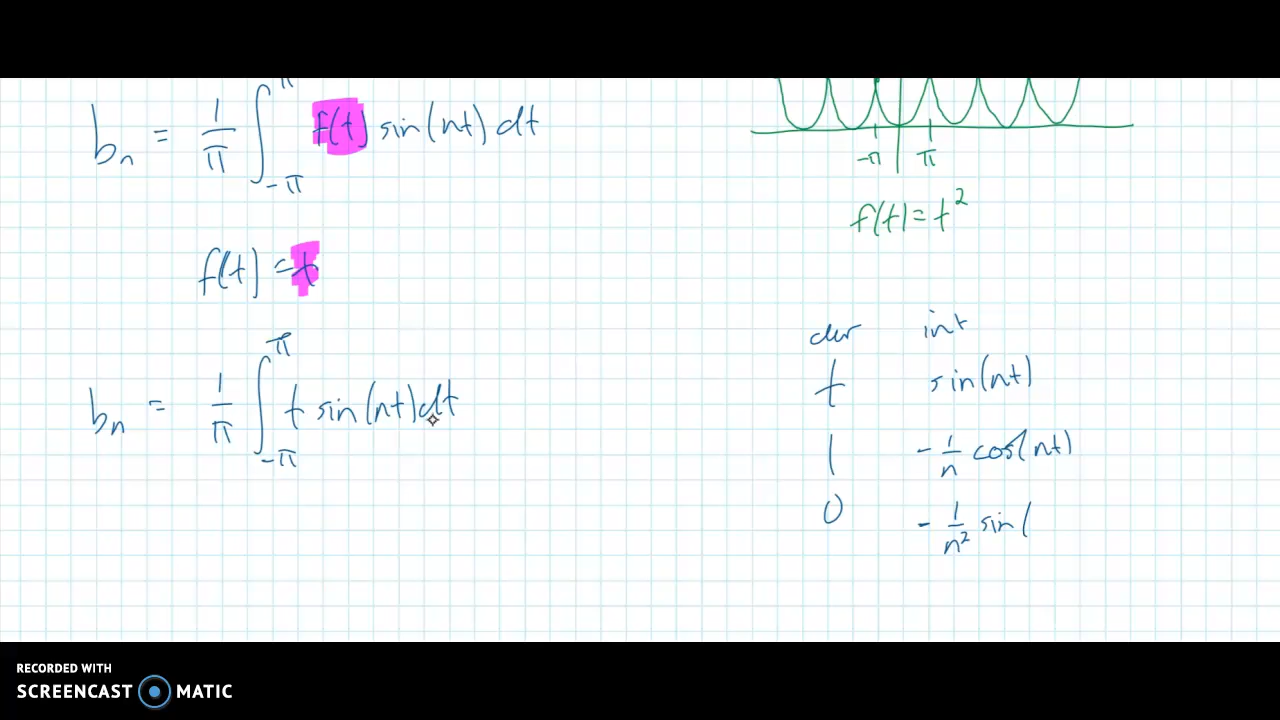 bₙ = 1/π ∫_{-π}^{π} f(t) sin(nt) dt
-π π
f(t) = t²
f(t) = t
der int
t sin(nt)
bₙ = 1/π ∫_{-π}^{π} t sin(nt) dt
1 -1/n cos(nt)
0 -1/n² sin(
RECORDED WITH
SCREENCAST MATIC